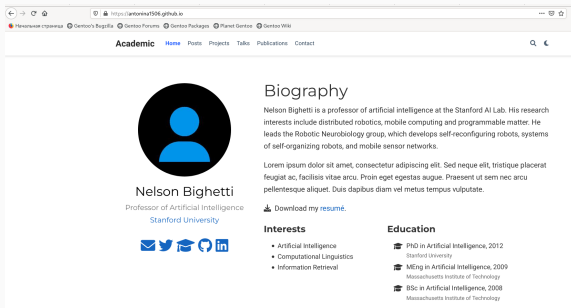 https://antonina1506.github.io
Начальная страница Gentoo's Bugzilla Gentoo Forums Gentoo Packages Planet Gentoo Gentoo Wiki
Academic Home Posts Projects Talks Publications Contact
Nelson Bighetti
Professor of Artificial Intelligence
Stanford University
Biography
Nelson Bighetti is a professor of artificial intelligence at the Stanford AI Lab. His research
interests include distributed robotics, mobile computing and programmable matter. He
leads the Robotic Neurobiology group, which develops self-reconfiguring robots, systems
of self-organizing robots, and mobile sensor networks.
Lorem ipsum dolor sit amet, consectetur adipiscing elit. Sed neque elit, tristique placerat
feugiat ac, facilisis vitae arcu. Proin eget egestas augue. Praesent ut sem nec arcu
pellentesque aliquet. Duis dapibus diam vel metus tempus vulputate.
Download my resumé.
Interests
Artificial Intelligence
Computational Linguistics
Information Retrieval
Education
PhD in Artificial Intelligence, 2012
Stanford University
MEng in Artificial Intelligence, 2009
Massachusetts Institute of Technology
BSc in Artificial Intelligence, 2008
Massachusetts Institute of Technology